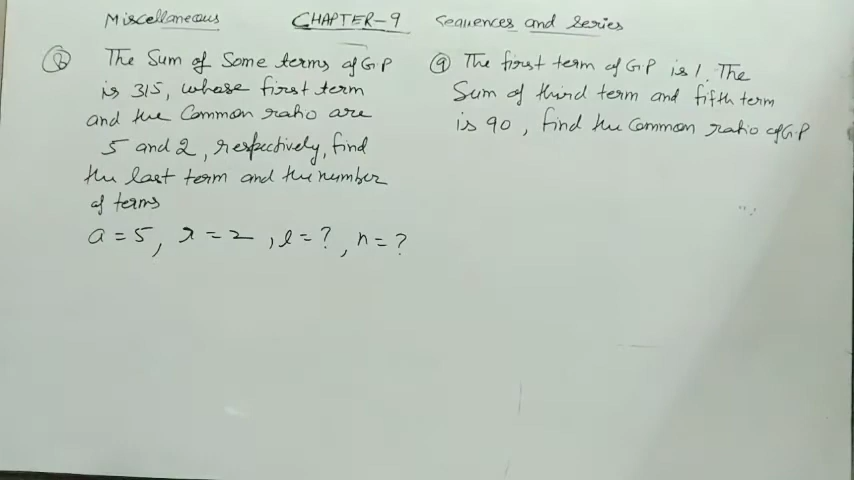 Miscellaneous CHAPTER-9 Sequences and Series
⑧ The Sum of Some terms of G.P
is 315, whose first term
and the Common ratio are
5 and 2, respectively, find
the last term and the number
of terms
a = 5, r = 2, l = ?, n = ?
⑨ The first term of G.P is 1. The
Sum of third term and fifth term
is 90, find the Common ratio of G.P